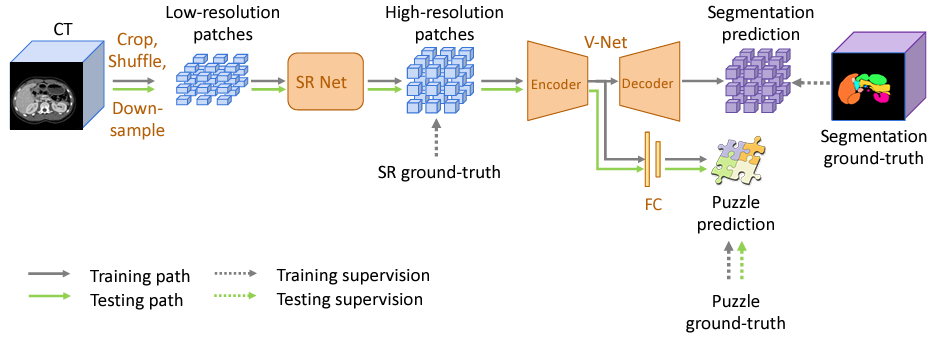 CT
Crop,
Shuffle,
Down-
sample
Low-resolution
patches
SR Net
High-resolution
patches
SR ground-truth
V-Net
Encoder
Decoder
FC
Segmentation
prediction
Segmentation
ground-truth
Puzzle
prediction
Puzzle
ground-truth
Training path
Training supervision
Testing path
Testing supervision